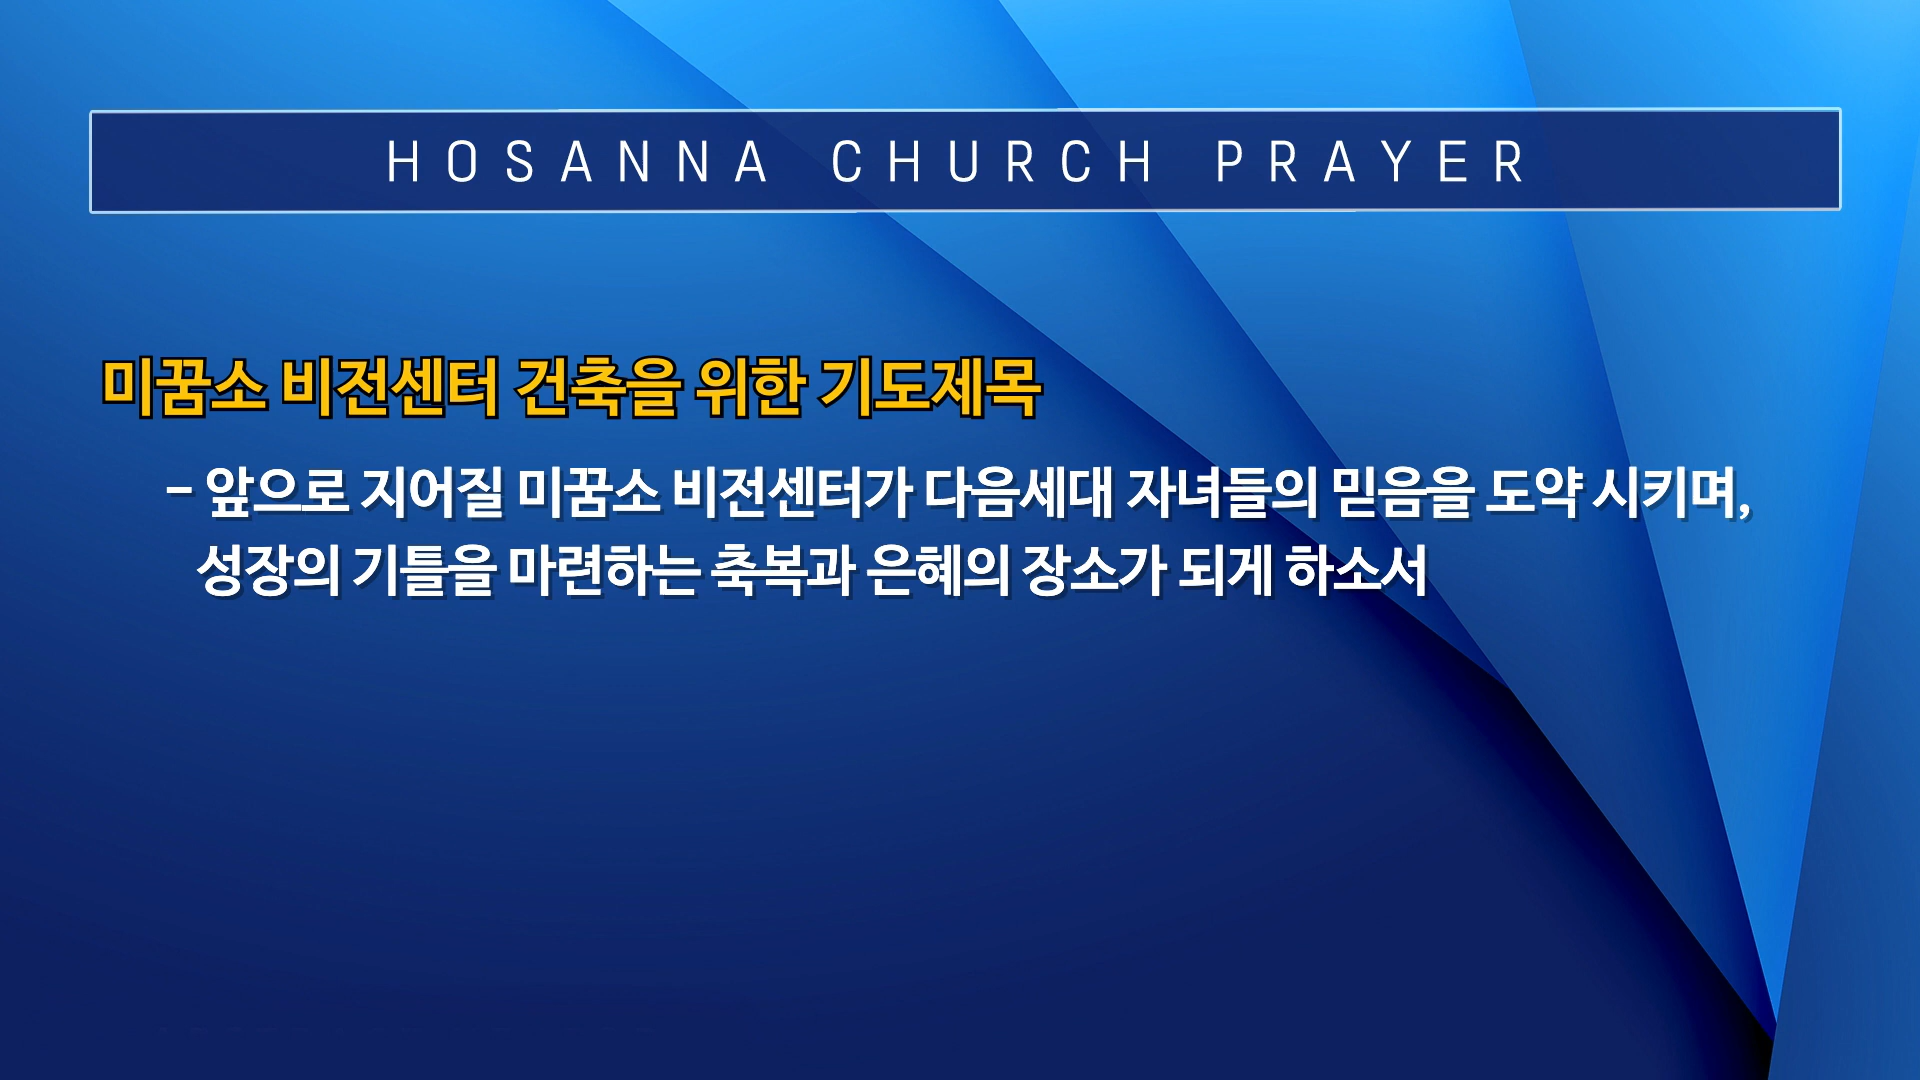 HOSANNA CHURCH PRAYER
미꿈소 비전센터 건축을 위한 기도제목
- 앞으로 지어질 미꿈소 비전센터가 다음세대 자녀들의 믿음을 도약 시키며,
성장의 기틀을 마련하는 축복과 은혜의 장소가 되게 하소서